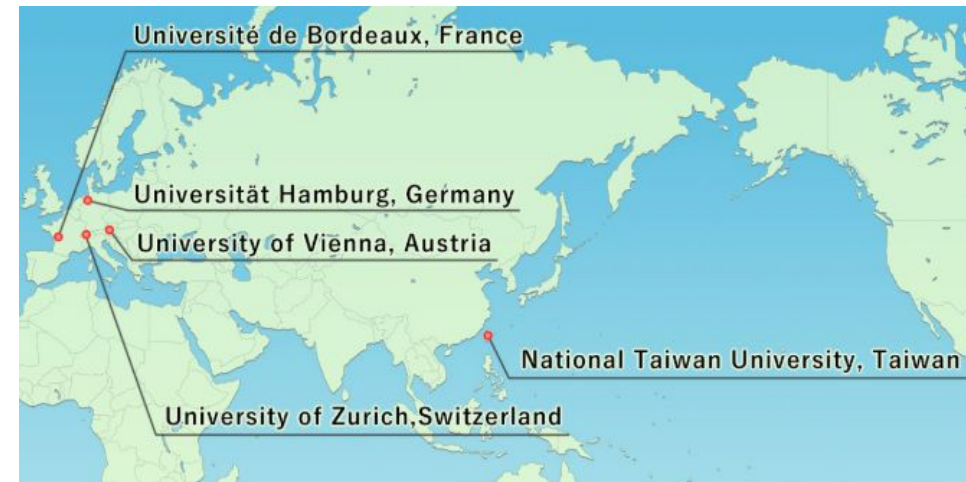 Université de Bordeaux, France
Universität Hamburg, Germany
University of Vienna, Austria
National Taiwan University, Taiwan
University of Zurich,Switzerland